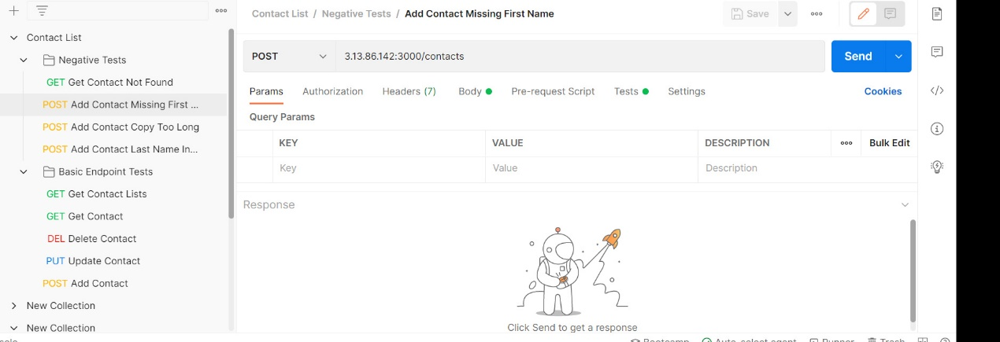 Contact List
Negative Tests
GET Get Contact Not Found
POST Add Contact Missing First ...
POST Add Contact Copy Too Long
POST Add Contact Last Name In...
Basic Endpoint Tests
GET Get Contact Lists
GET Get Contact
DEL Delete Contact
PUT Update Contact
POST Add Contact
New Collection
New Collection
Contact List / Negative Tests / Add Contact Missing First Name
Save
POST 3.13.86.142:3000/contacts
Send
Params Authorization Headers (7) Body Pre-request Script Tests Settings Cookies
Query Params
KEY VALUE DESCRIPTION Bulk Edit
Key Value Description
Response
Click Send to get a response
Bootcamp Auto-select agent Runner Trash